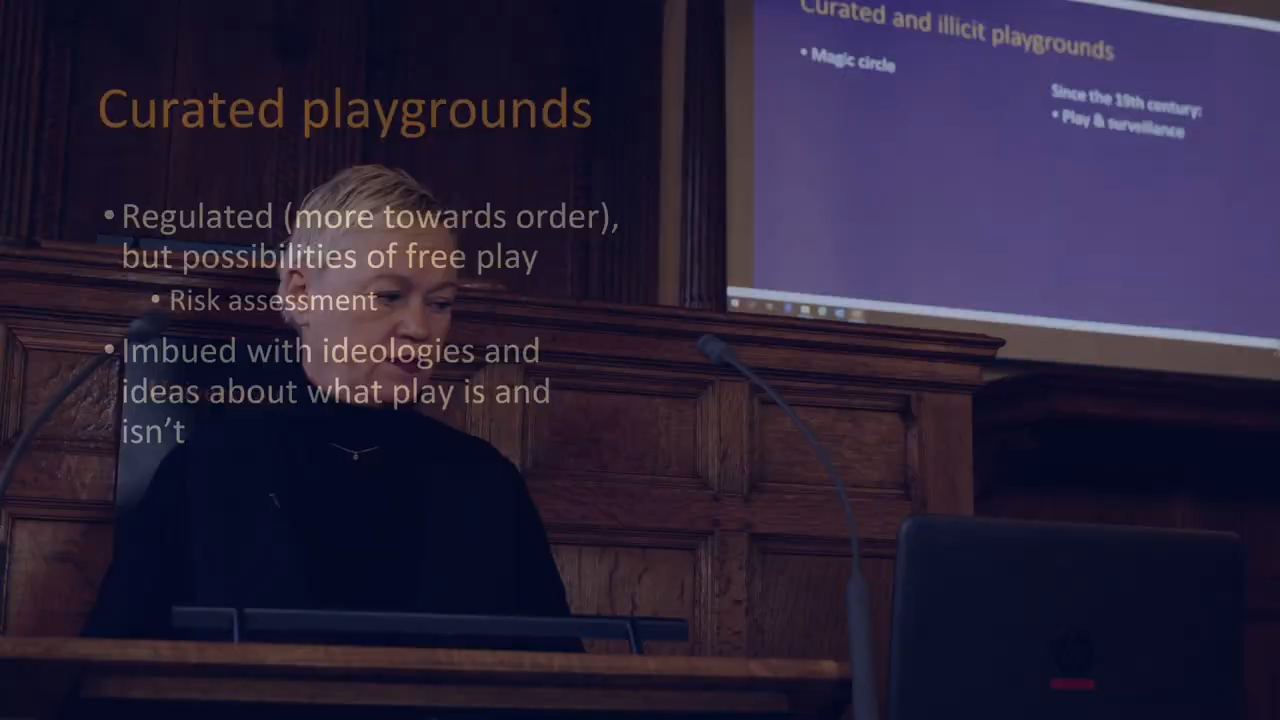 Curated and illicit playgrounds
• Magic circle
Since the 19th century:
• Play & surveillance
Curated playgrounds
• Regulated (more towards order),
but possibilities of free play
• Risk assessment
• Imbued with ideologies and
ideas about what play is and
isn’t